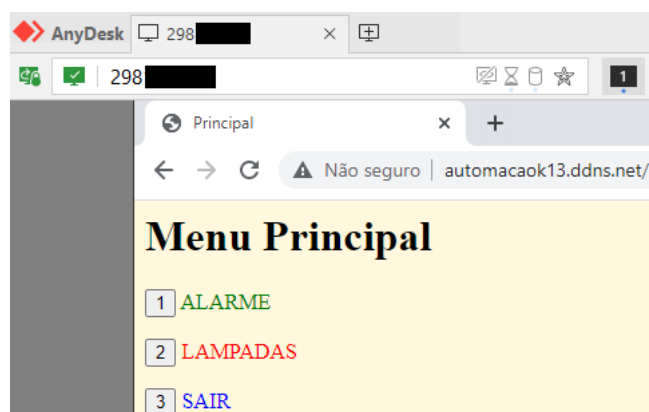 AnyDesk 298
298 1
Principal
Não seguro automacaok13.ddns.net/
Menu Principal
1 ALARME
2 LAMPADAS
3 SAIR